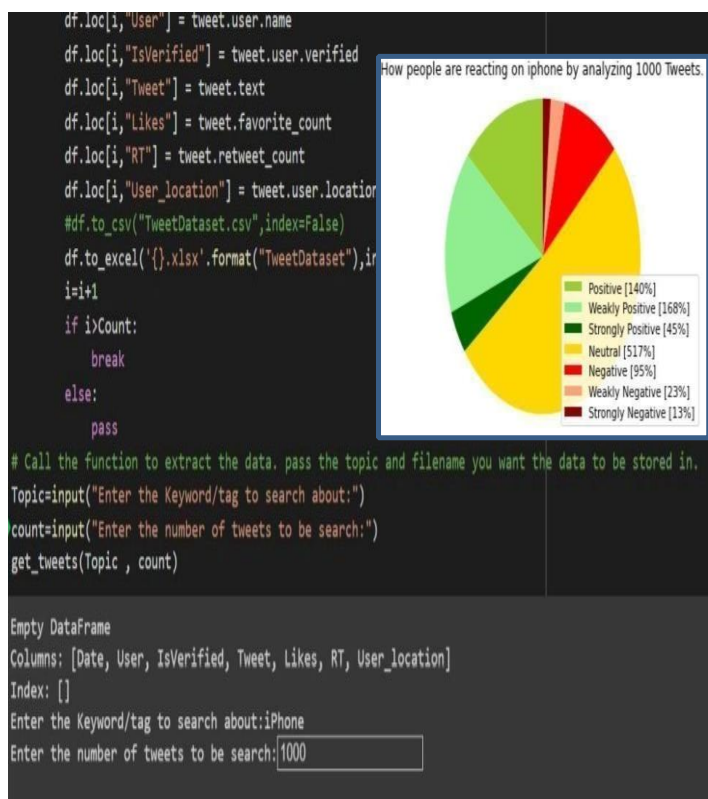 df.loc[i,"User"] = tweet.user.name
df.loc[i,"IsVerified"] = tweet.user.verified
df.loc[i,"Tweet"] = tweet.text
df.loc[i,"Likes"] = tweet.favorite_count
df.loc[i,"RT"] = tweet.retweet_count
df.loc[i,"User_location"] = tweet.user.location
#df.to_csv("TweetDataset.csv",index=False)
df.to_excel('{}.xlsx'.format("TweetDataset"),in
i=i+1
if i>Count:
break
else:
pass
How people are reacting on iphone by analyzing 1000 Tweets.
Positive [140%]
Weakly Positive [168%]
Strongly Positive [45%]
Neutral [517%]
Negative [95%]
Weakly Negative [23%]
Strongly Negative [13%]
# Call the function to extract the data. pass the topic and filename you want the data to be stored in.
Topic=input("Enter the Keyword/tag to search about:")
count=input("Enter the number of tweets to be search:")
get_tweets(Topic , count)
Empty DataFrame
Columns: [Date, User, IsVerified, Tweet, Likes, RT, User_location]
Index: []
Enter the Keyword/tag to search about:iPhone
Enter the number of tweets to be search:1000